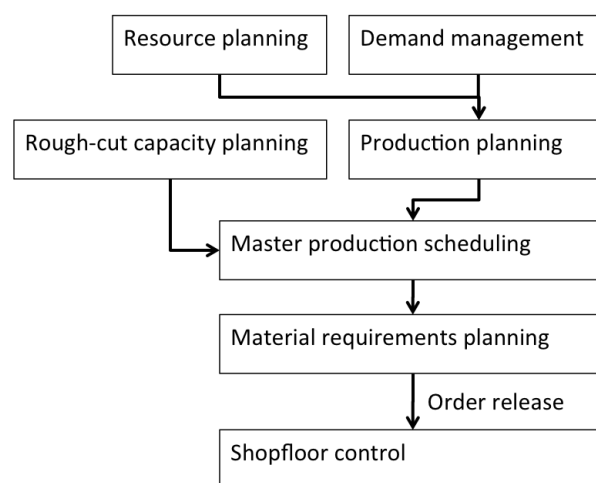 Resource planning
Demand management
Rough-cut capacity planning
Production planning
Master production scheduling
Material requirements planning
Order release
Shopfloor control